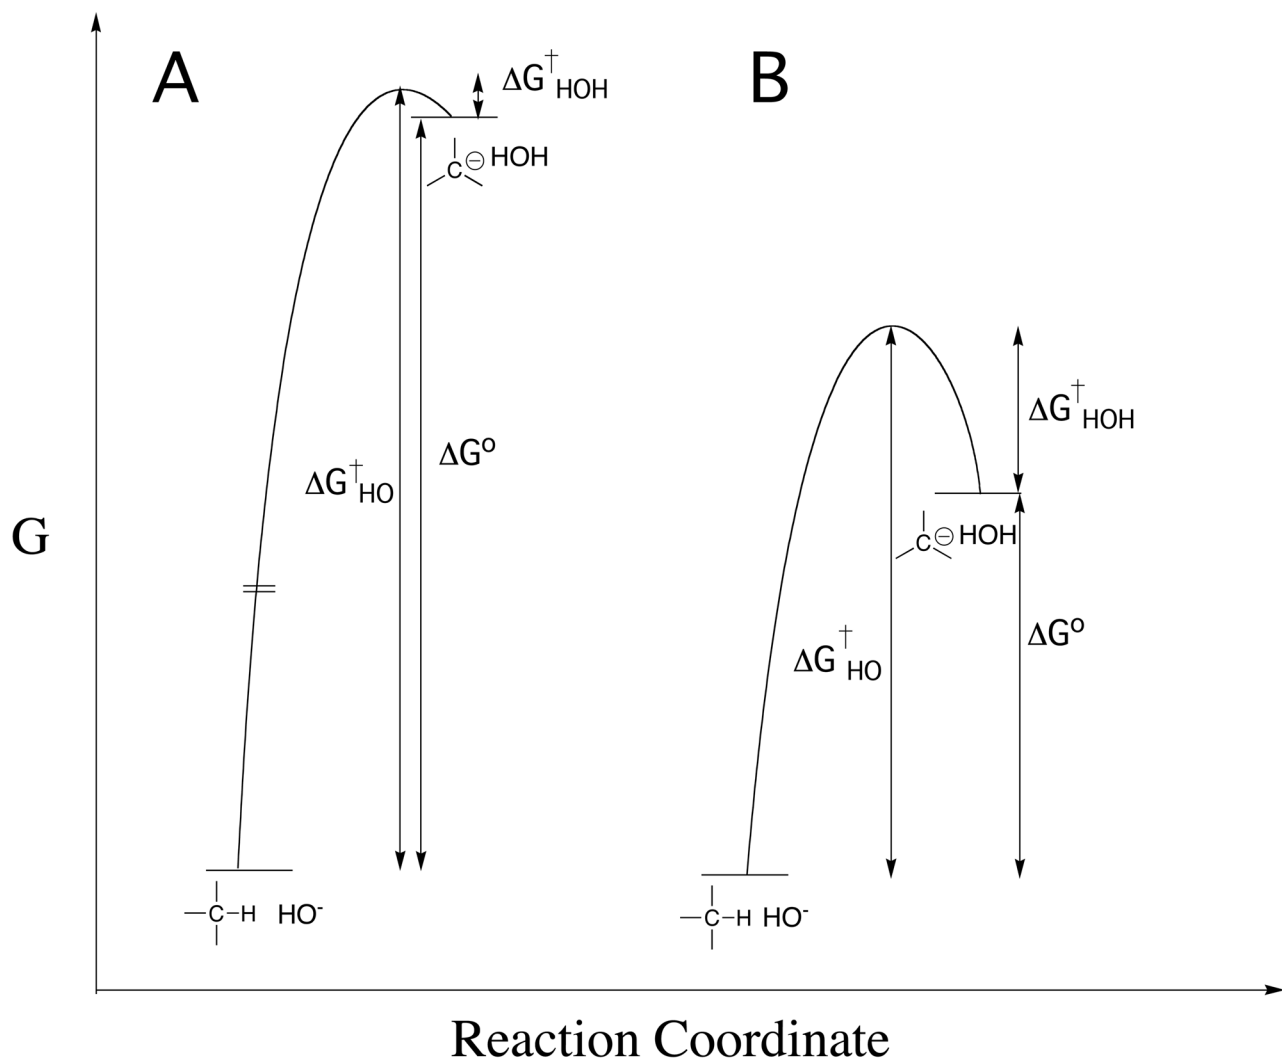 A
ΔG†HOH
C⊖ HOH
ΔG†HO
ΔGº
C–H HO-
B
ΔG†HOH
C⊖ HOH
ΔG†HO
ΔGº
C–H HO-
G
Reaction Coordinate